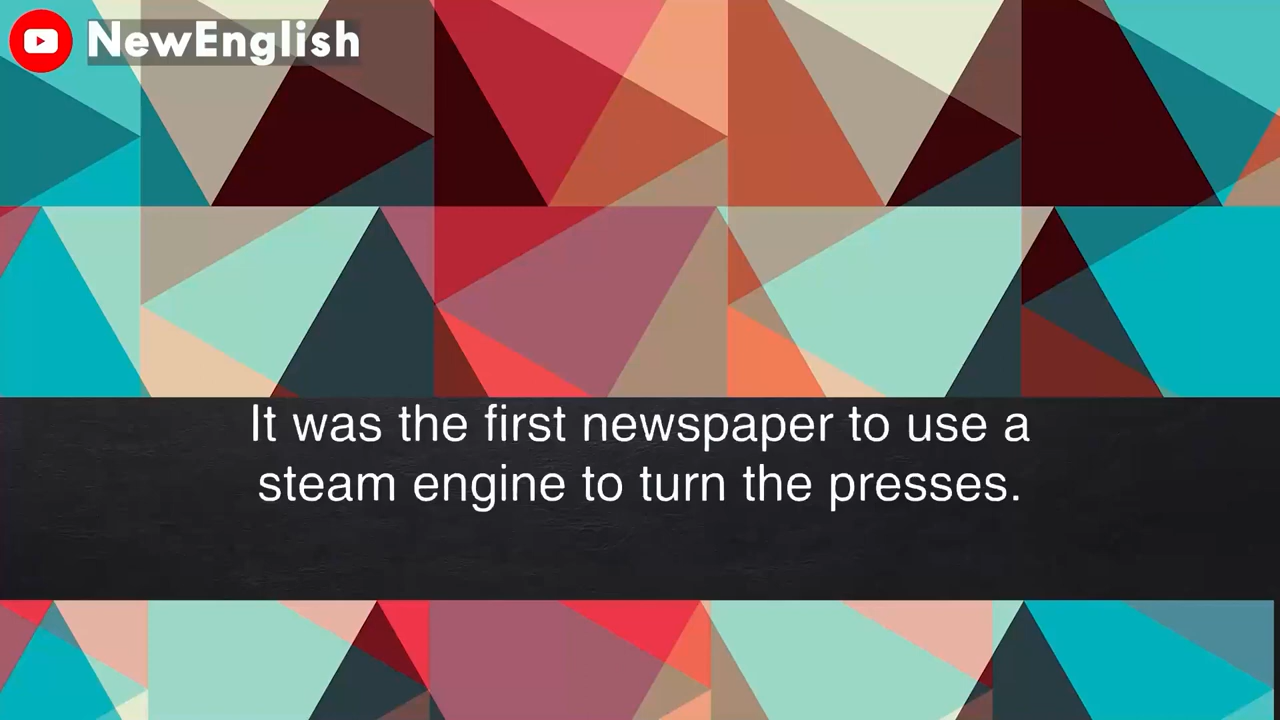 NewEnglish
It was the first newspaper to use a
steam engine to turn the presses.